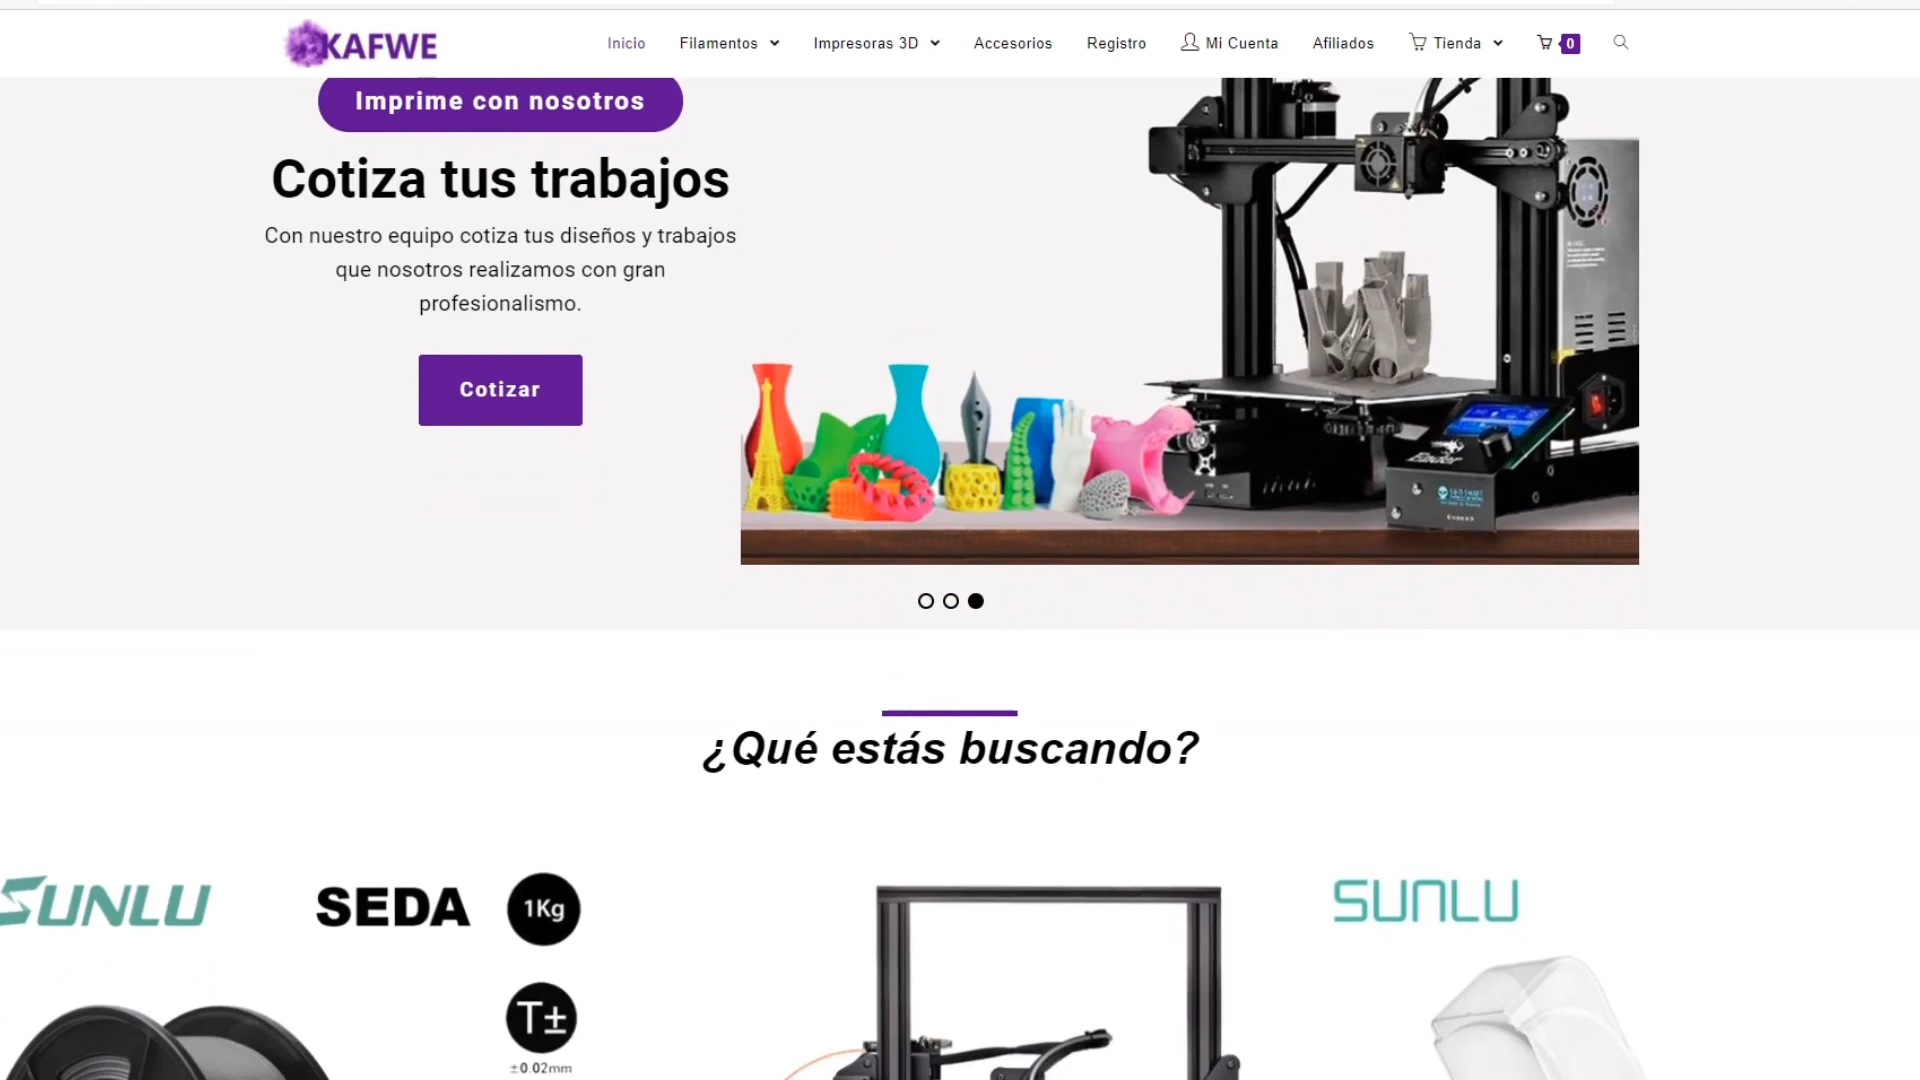 KAFWE
Inicio
Filamentos
Impresoras 3D
Accesorios
Registro
Mi Cuenta
Afiliados
Tienda
0
Imprime con nosotros
Cotiza tus trabajos
Con nuestro equipo cotiza tus diseños y trabajos
que nosotros realizamos con gran
profesionalismo.
Cotizar
Ender
¿Qué estás buscando?
SUNLU
SEDA
1Kg
T±
±0.02mm
SUNLU